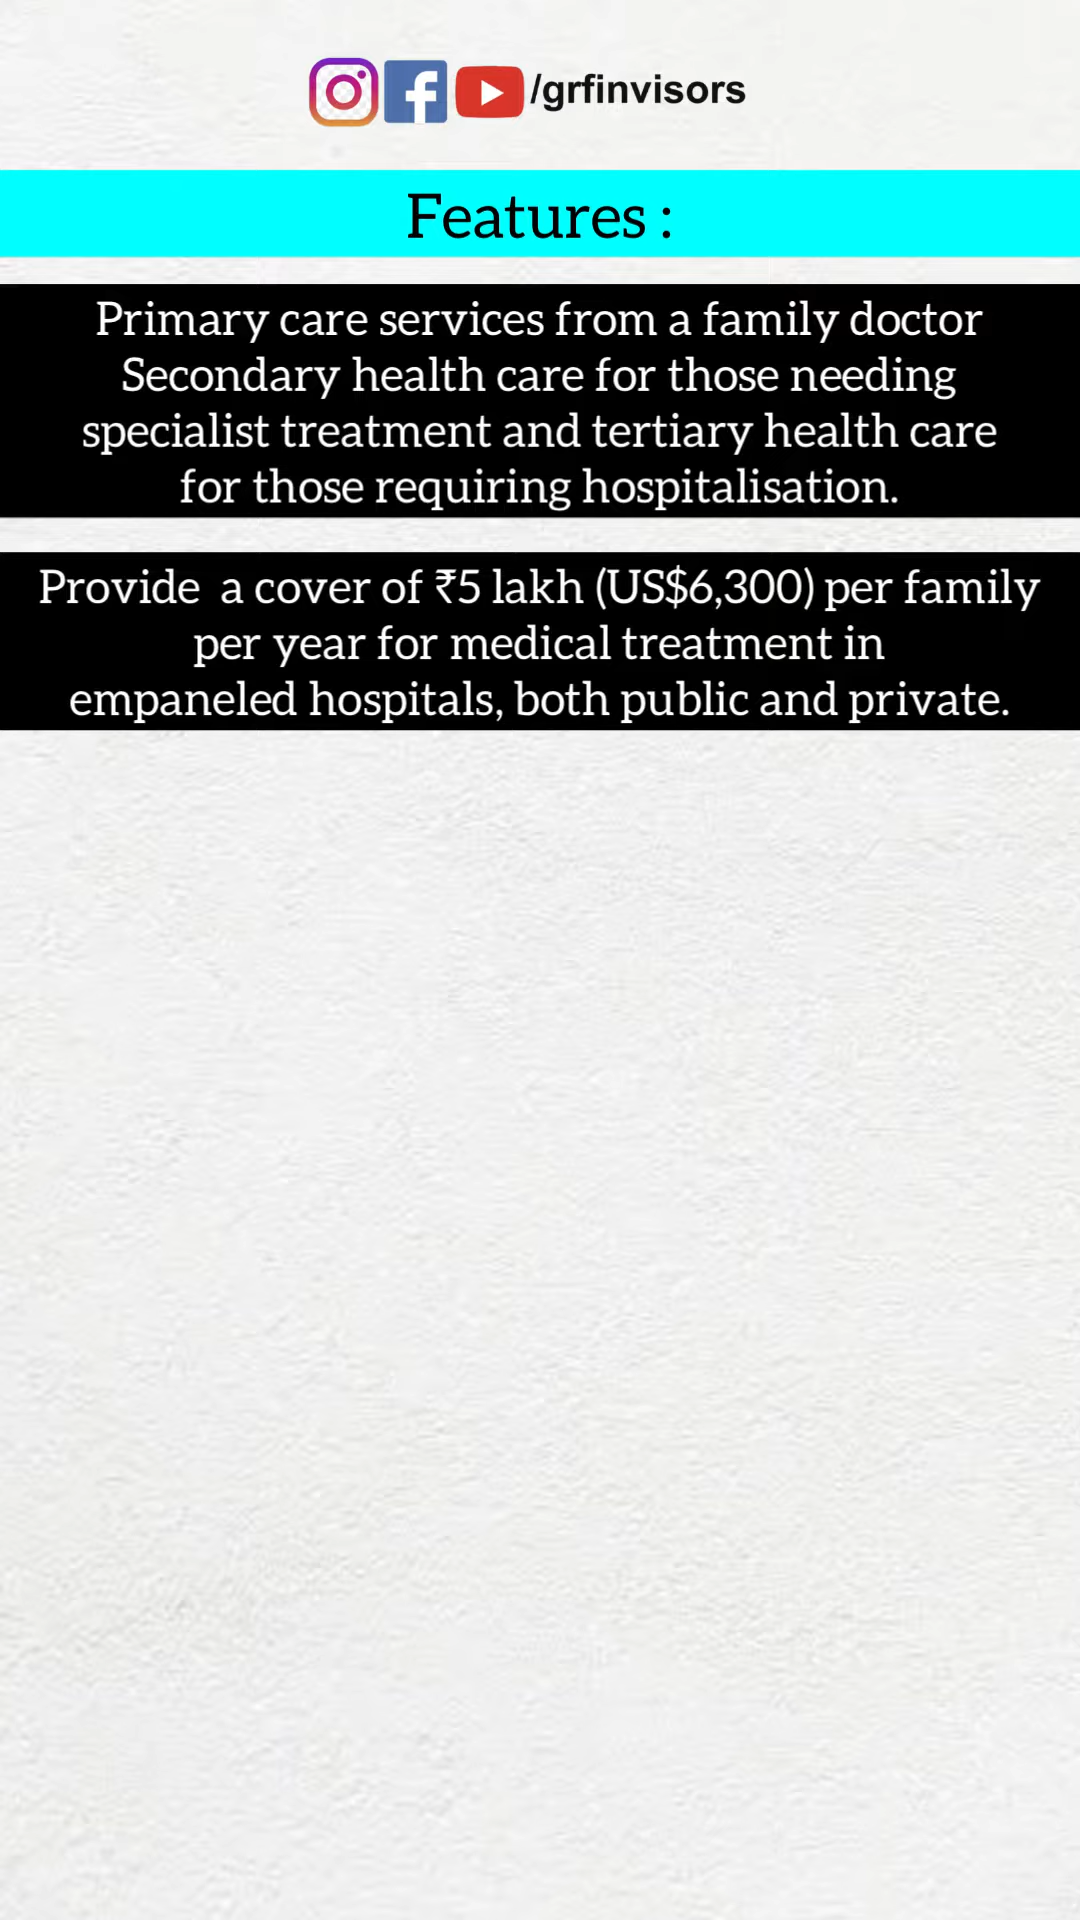 /grfinvisors
Features :
Primary care services from a family doctor
Secondary health care for those needing
specialist treatment and tertiary health care
for those requiring hospitalisation.
Provide  a cover of ₹5 lakh (US$6,300) per family
per year for medical treatment in
empaneled hospitals, both public and private.